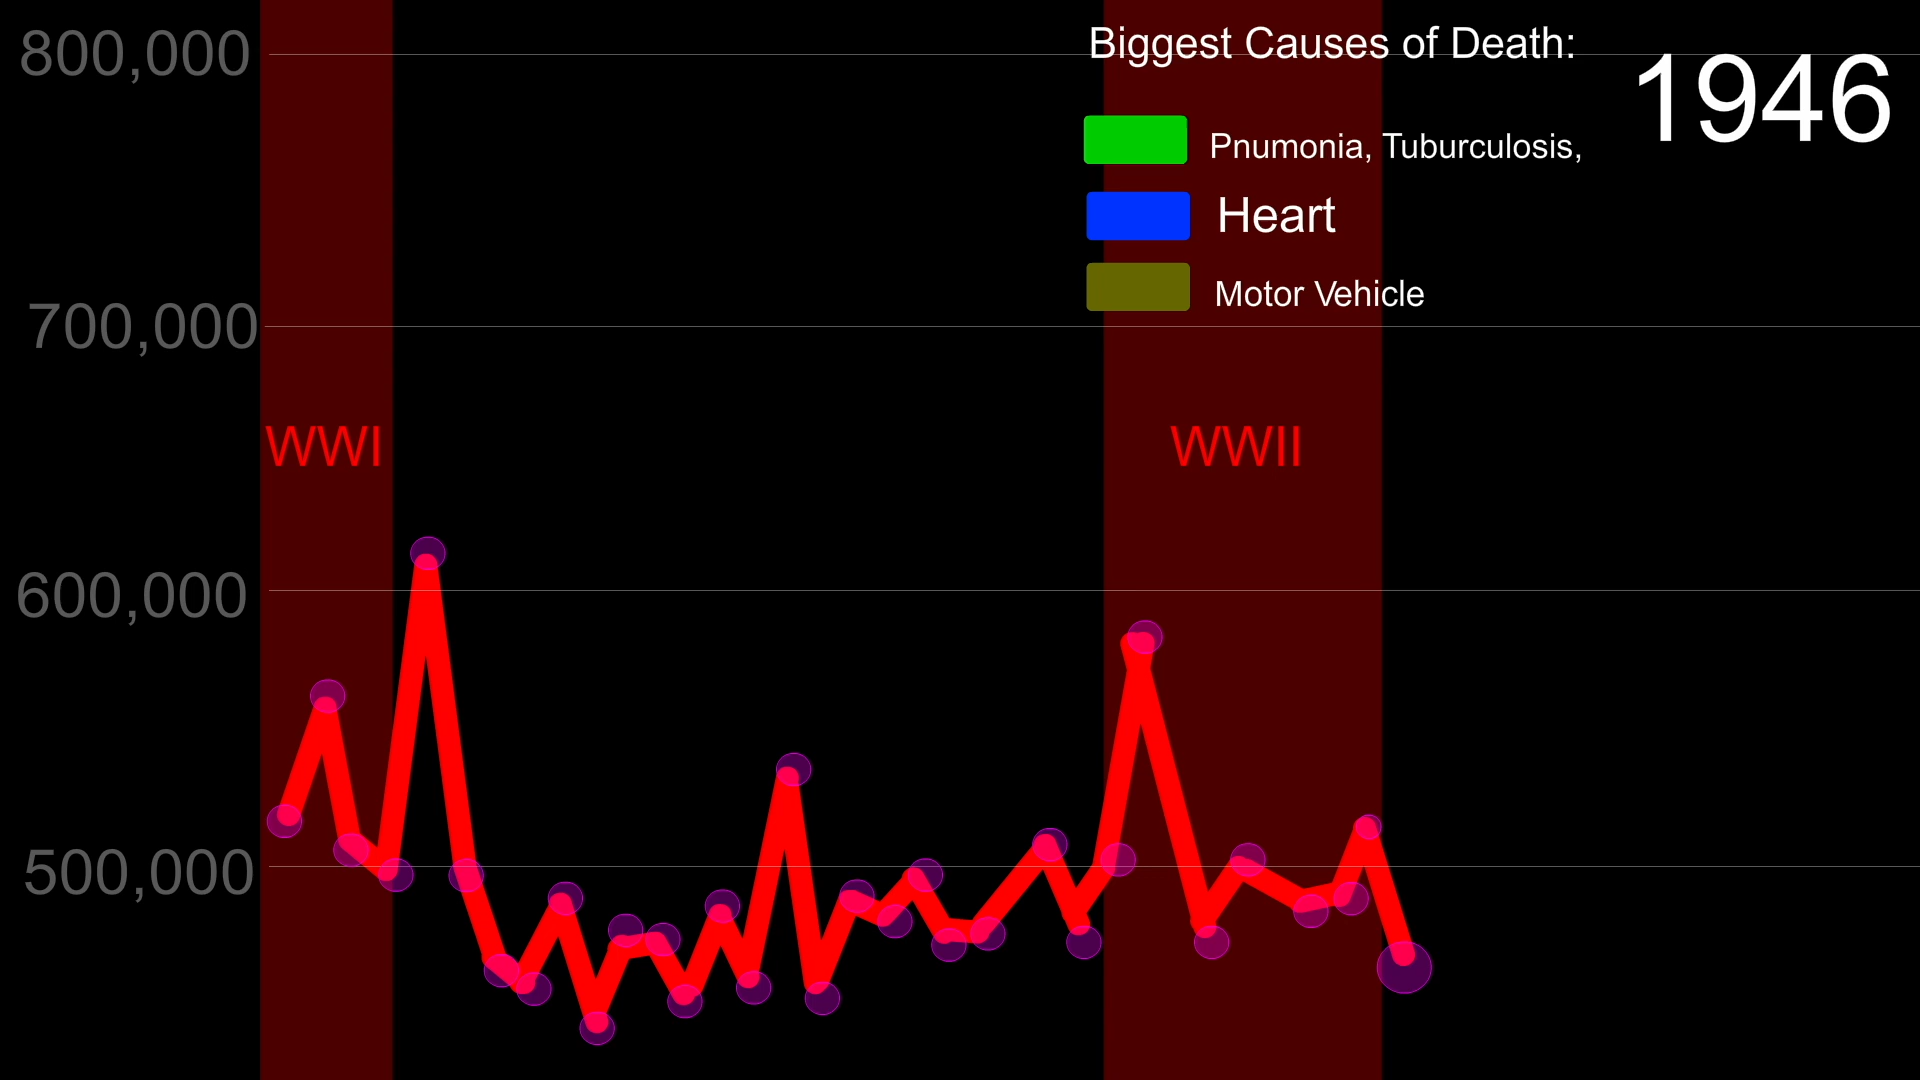 800,000
Biggest Causes of Death:
1946
Pnumonia, Tuburculosis,
Heart
Motor Vehicle
700,000
WWI
WWII
600,000
500,000